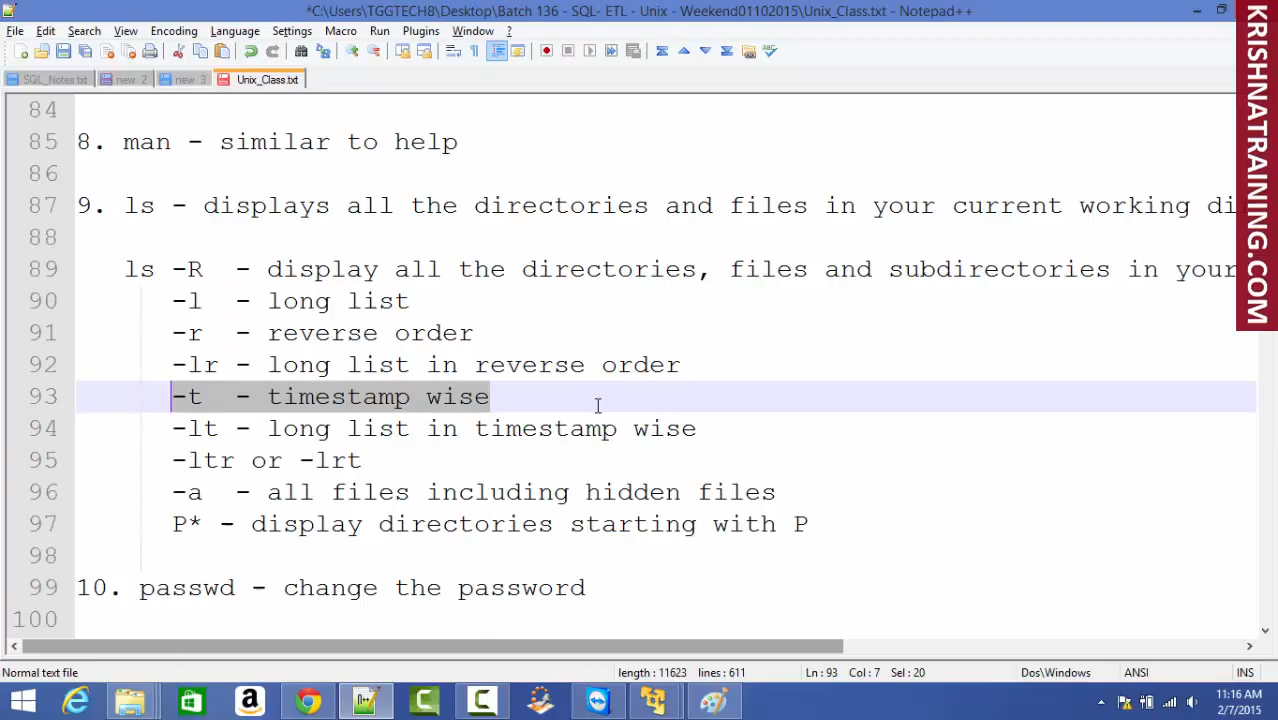 *C:\Users\TGGTECH8\Desktop\Batch 136 - SQL- ETL - Unix - Weekend01102015\Unix_Class.txt - Notepad++
File Edit Search View Encoding Language Settings Macro Run Plugins Window ?
SQL_Notes.txt new 2 new 3 Unix_Class.txt
84
85 8. man - similar to help
86
87 9. ls - displays all the directories and files in your current working di
88
89 ls -R - display all the directories, files and subdirectories in your
90 -l - long list
91 -r - reverse order
92 -lr - long list in reverse order
93 -t - timestamp wise
94 -lt - long list in timestamp wise
95 -ltr or -lrt
96 -a - all files including hidden files
97 P* - display directories starting with P
98
99 10. passwd - change the password
100
Normal text file length : 11623 lines : 611 Ln : 93 Col : 7 Sel : 20 Dos\Windows ANSI INS
11:16 AM
2/7/2015
KRISHNATRAINING.COM